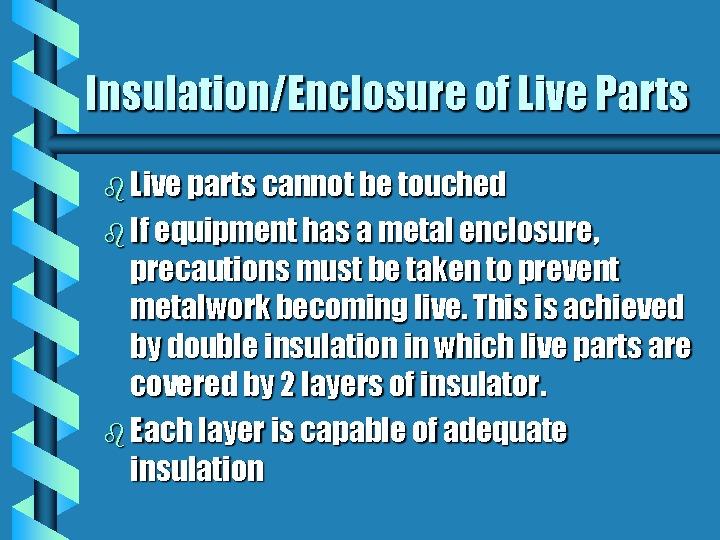 Insulation/Enclosure of Live Parts
Live parts cannot be touched
If equipment has a metal enclosure,
precautions must be taken to prevent
metalwork becoming live. This is achieved
by double insulation in which live parts are
covered by 2 layers of insulator.
Each layer is capable of adequate
insulation